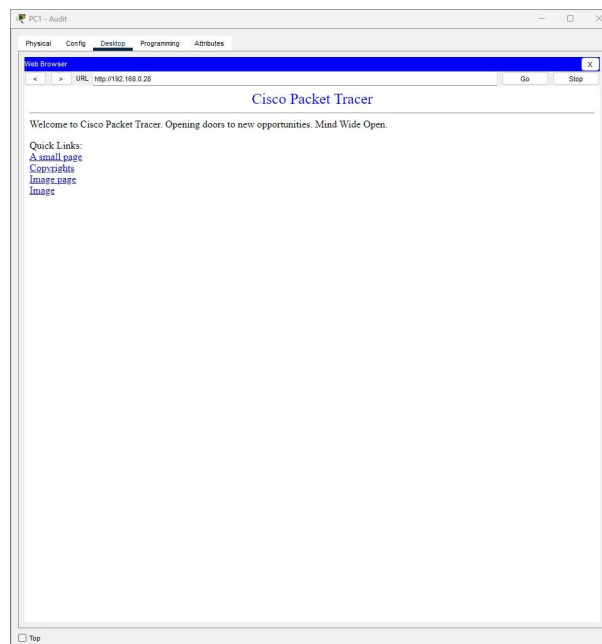 PC1 - Audit
Physical Config Desktop Programming Attributes
Web Browser X
< > URL http://192.168.0.28 Go Stop
Cisco Packet Tracer
Welcome to Cisco Packet Tracer. Opening doors to new opportunities. Mind Wide Open.
Quick Links:
A small page
Copyrights
Image page
Image
Top